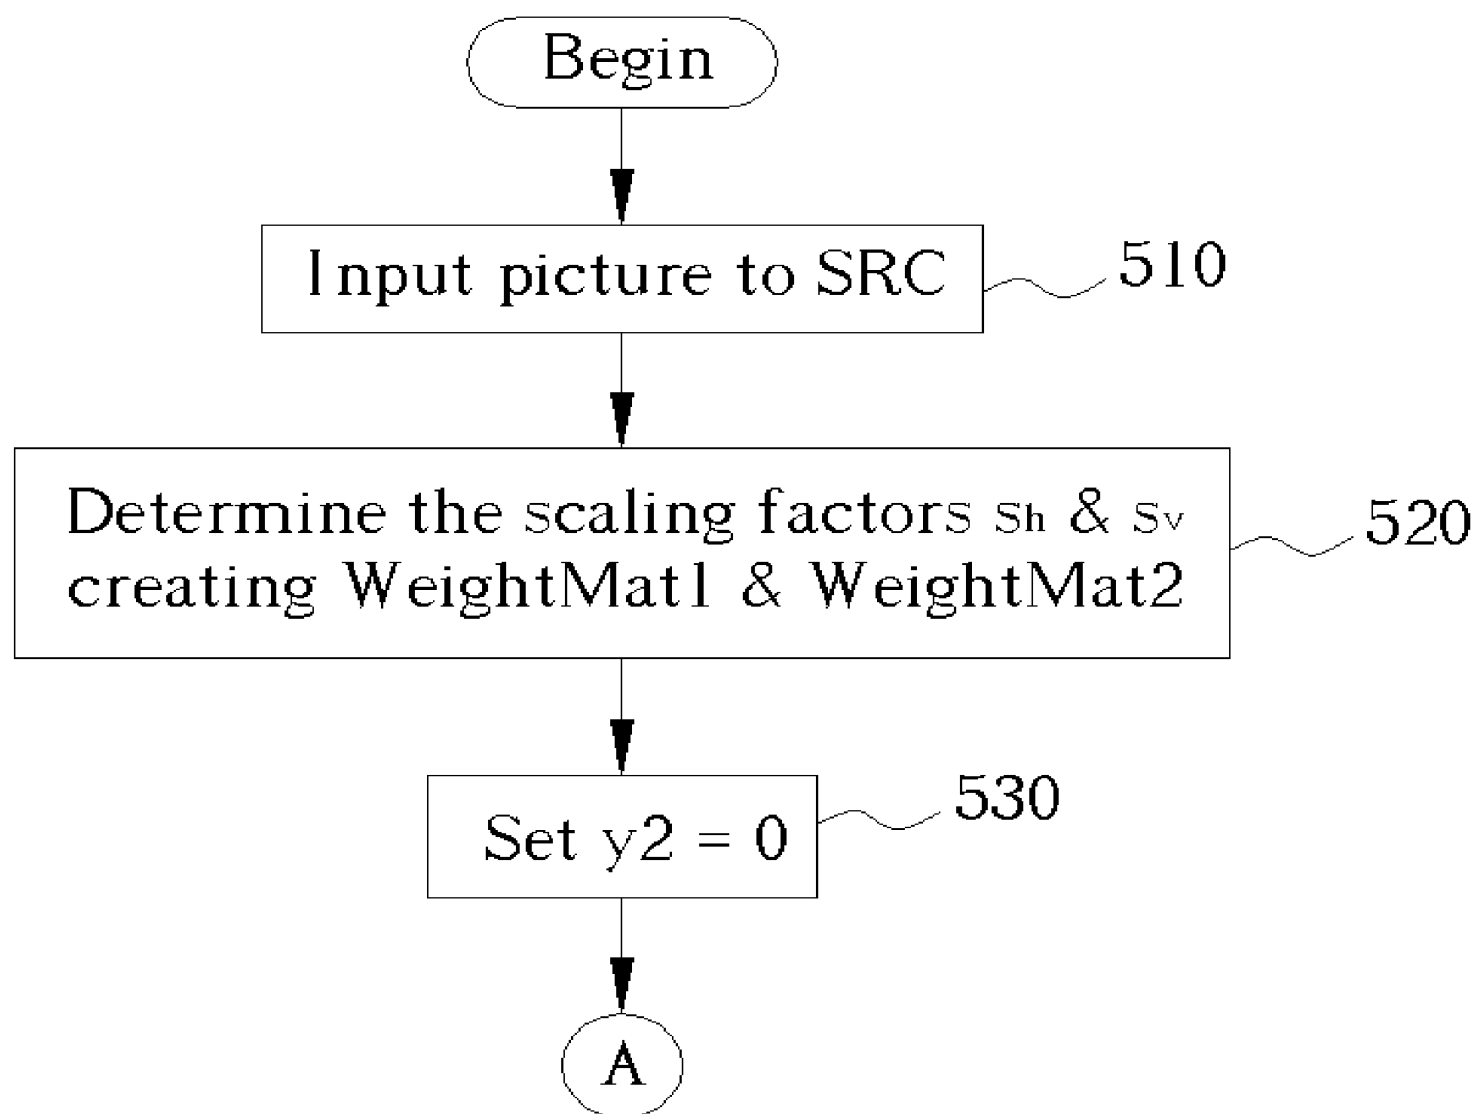 Begin
Input picture to SRC
510
Determine the scaling factors sh & sv
creating WeightMat1 & WeightMat2
520
Set y2 = 0
530
A